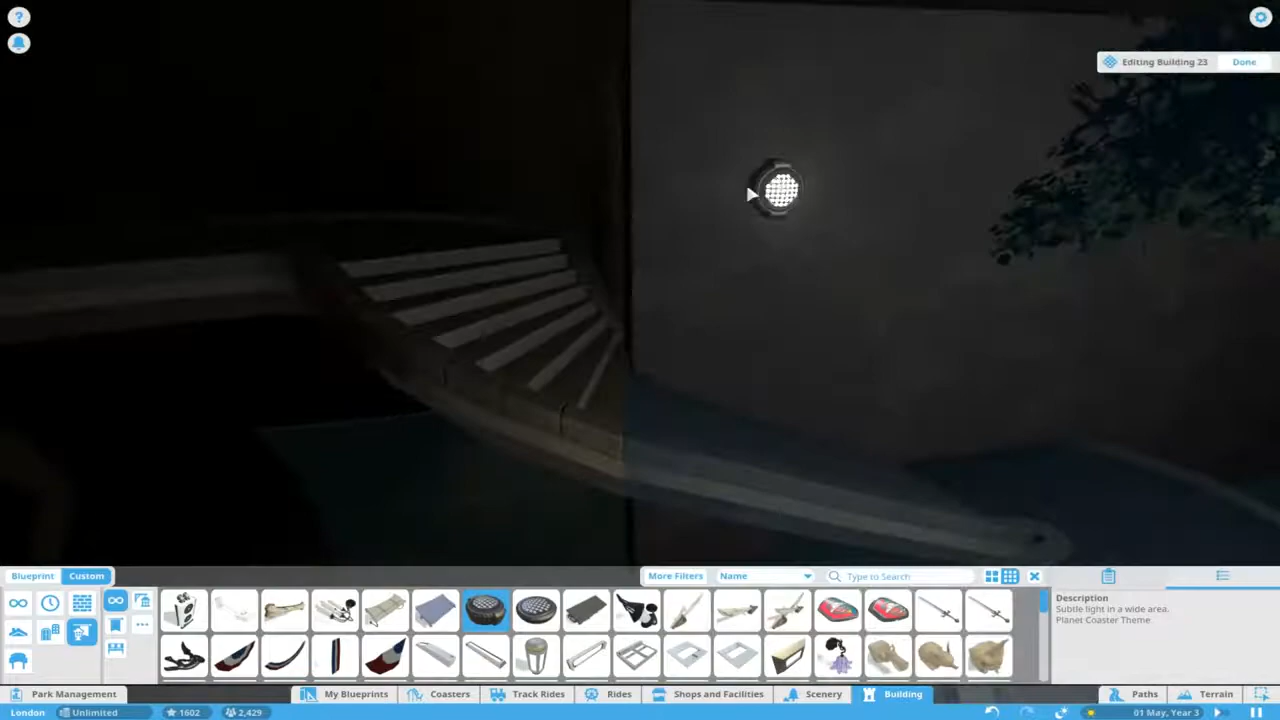 ?
Editing Building 23 Done
Blueprint Custom More Filters Name Type to Search
Description
Subtle light in a wide area.
Planet Coaster Theme.
Park Management My Blueprints Coasters Track Rides Rides Shops and Facilities Scenery Building Paths Terrain
London Unlimited 1602 2,429 01 May, Year 3